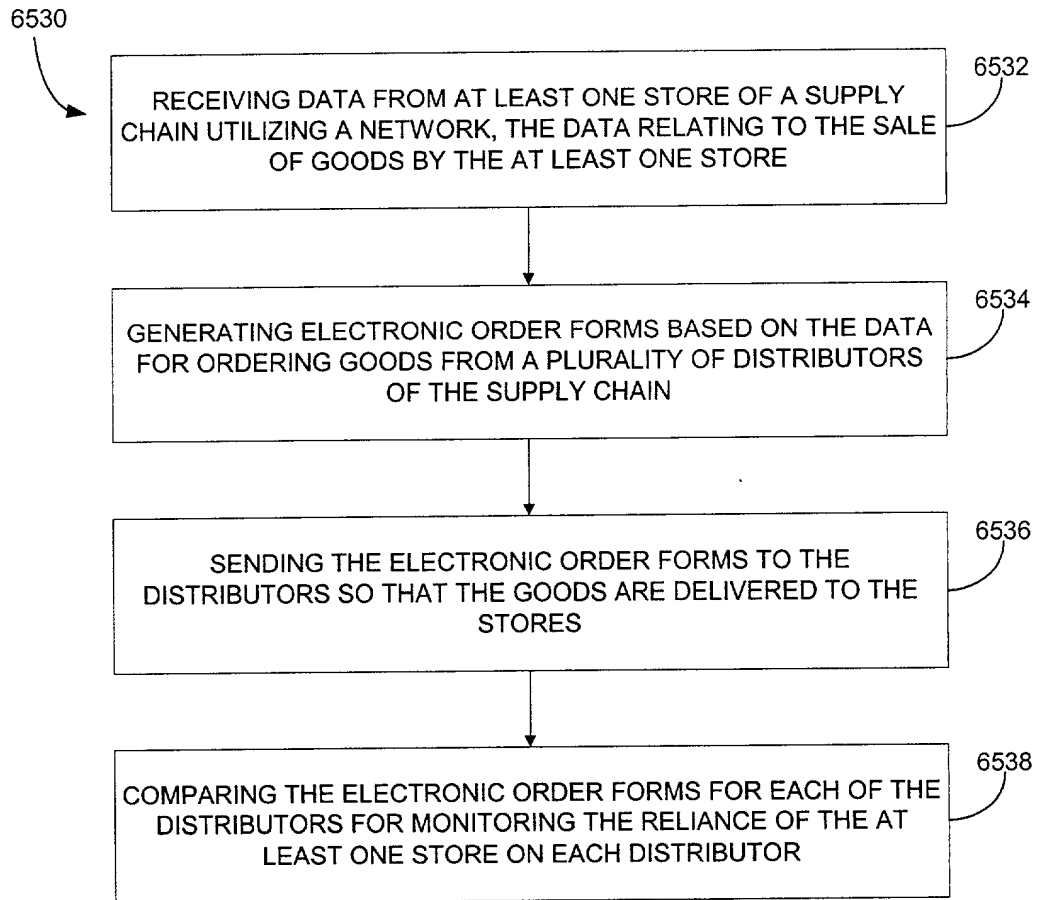 6530
6532
RECEIVING DATA FROM AT LEAST ONE STORE OF A SUPPLY
CHAIN UTILIZING A NETWORK, THE DATA RELATING TO THE SALE
OF GOODS BY THE AT LEAST ONE STORE
6534
GENERATING ELECTRONIC ORDER FORMS BASED ON THE DATA
FOR ORDERING GOODS FROM A PLURALITY OF DISTRIBUTORS
OF THE SUPPLY CHAIN
6536
SENDING THE ELECTRONIC ORDER FORMS TO THE
DISTRIBUTORS SO THAT THE GOODS ARE DELIVERED TO THE
STORES
6538
COMPARING THE ELECTRONIC ORDER FORMS FOR EACH OF THE
DISTRIBUTORS FOR MONITORING THE RELIANCE OF THE AT
LEAST ONE STORE ON EACH DISTRIBUTOR